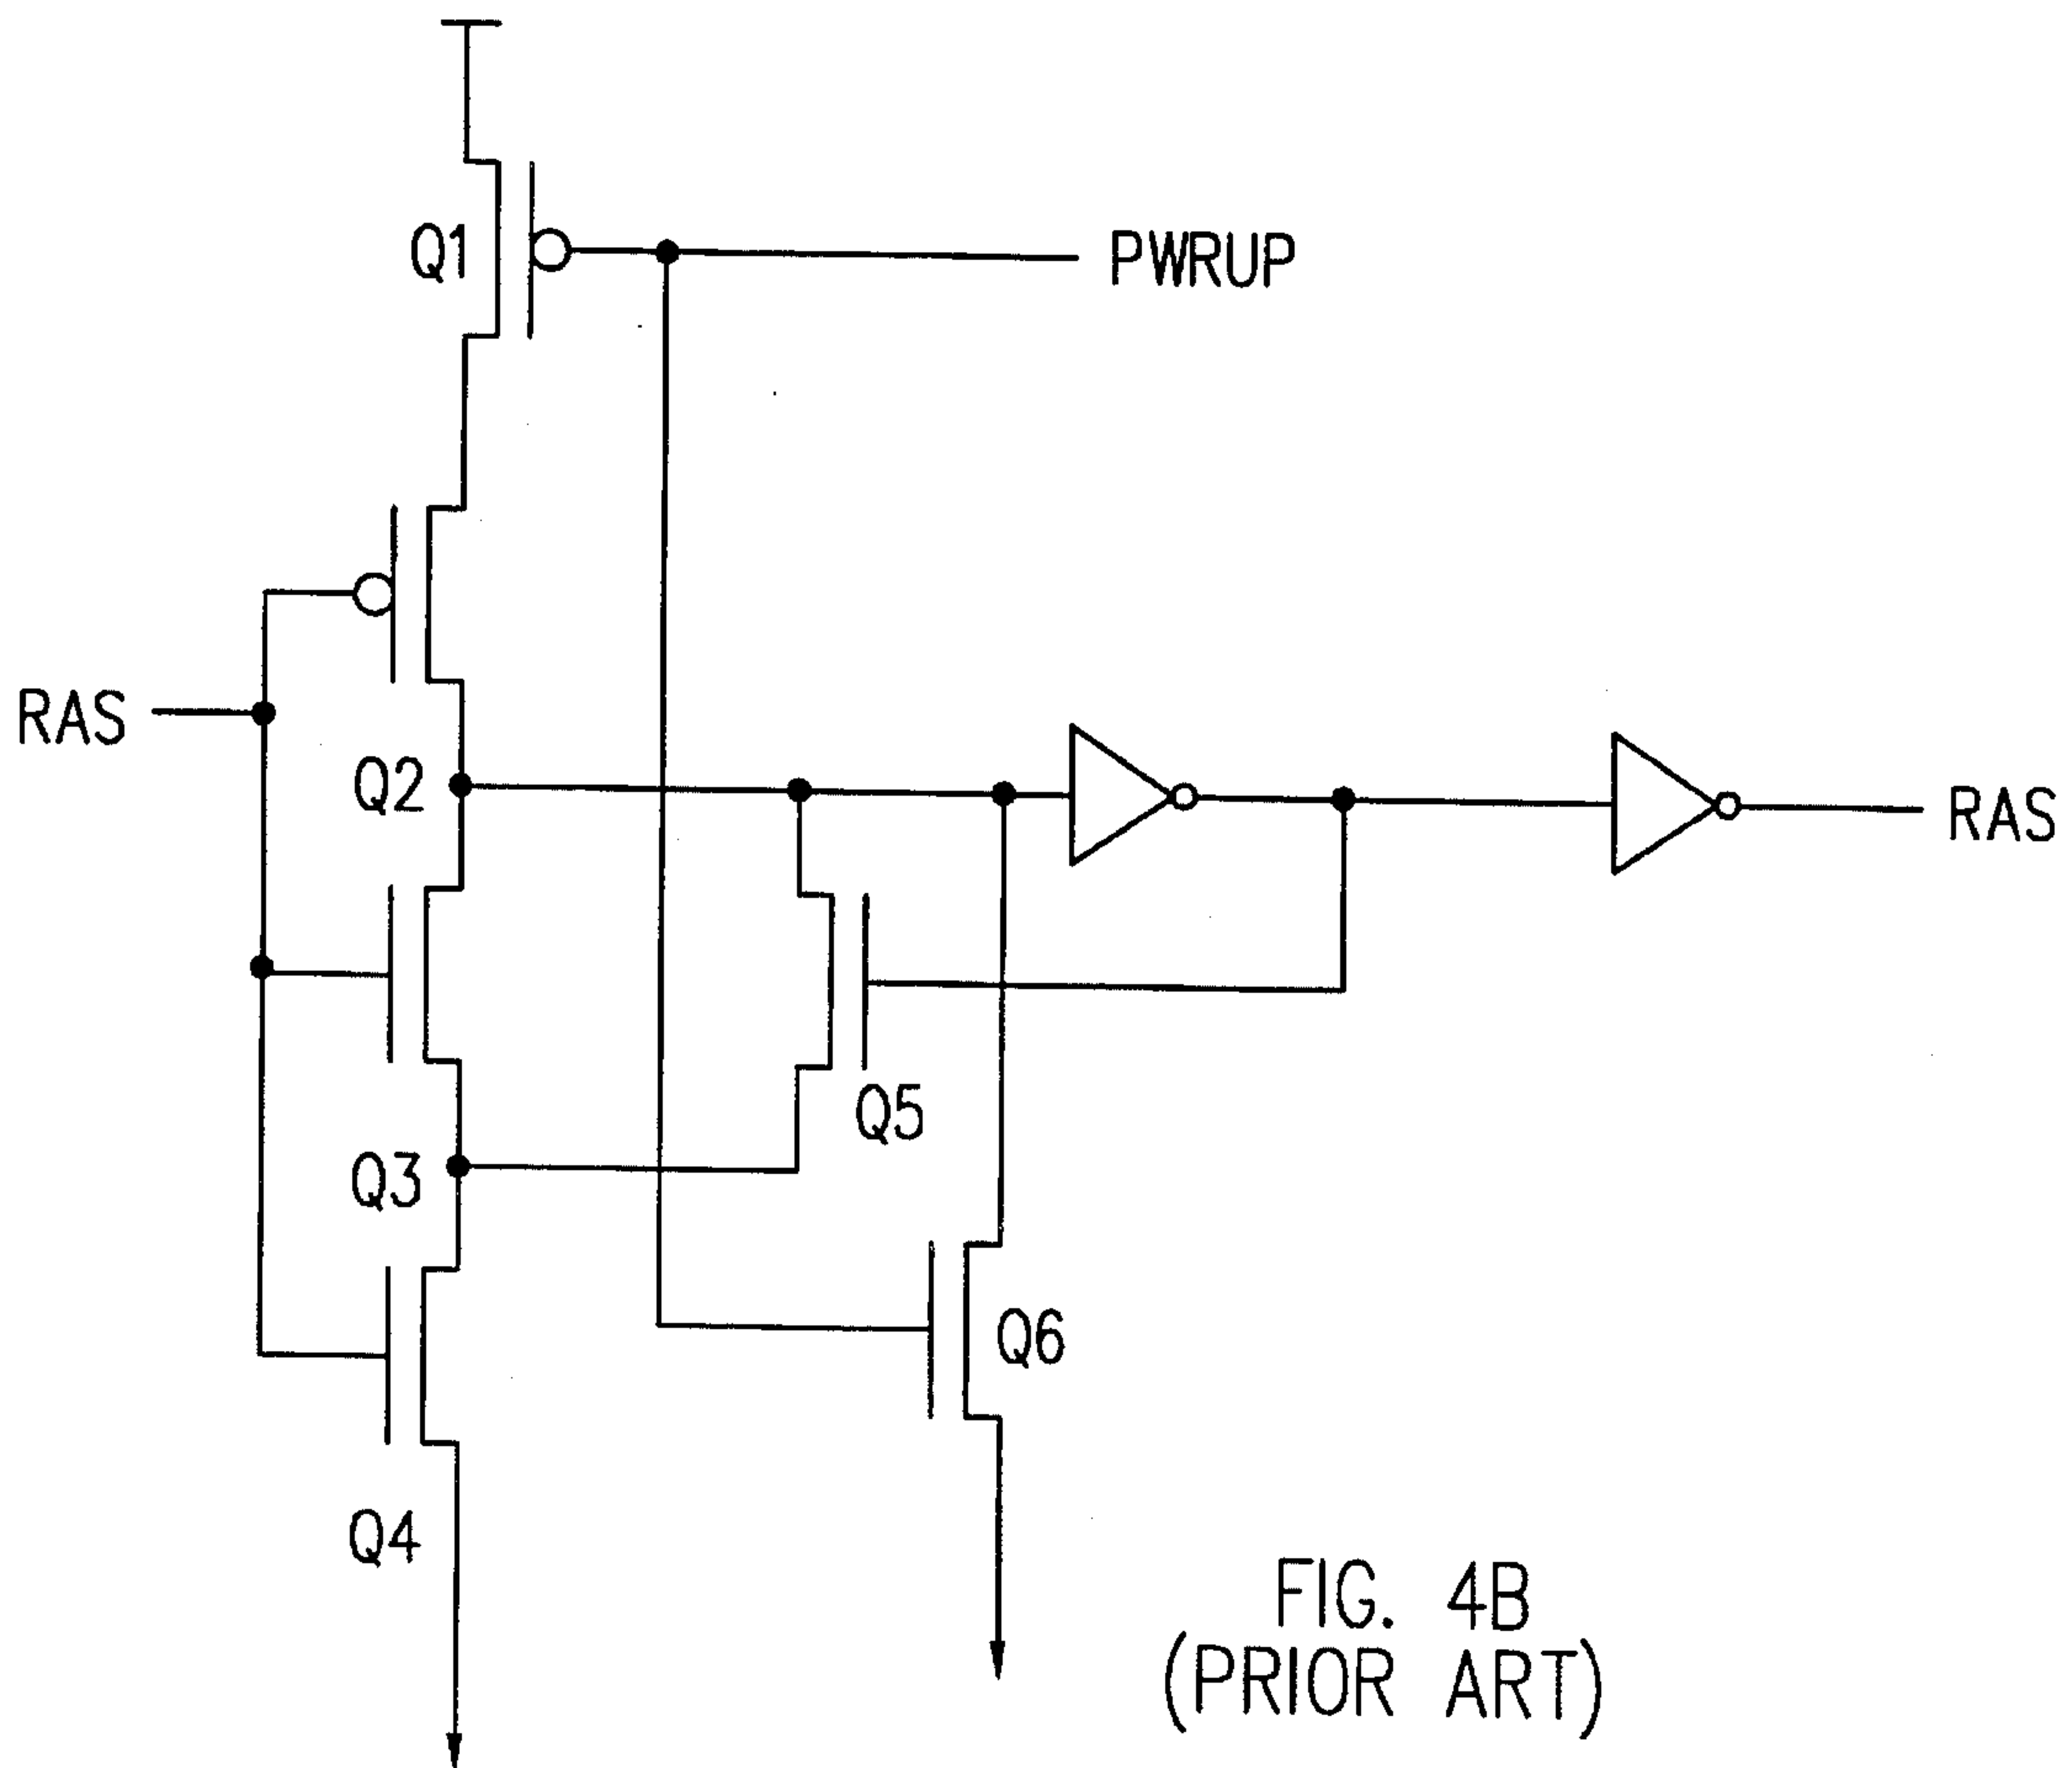 Q1
PWRUP
RAS
Q2
RAS
Q5
Q3
Q6
Q4
FIG. 4B
(PRIOR ART)